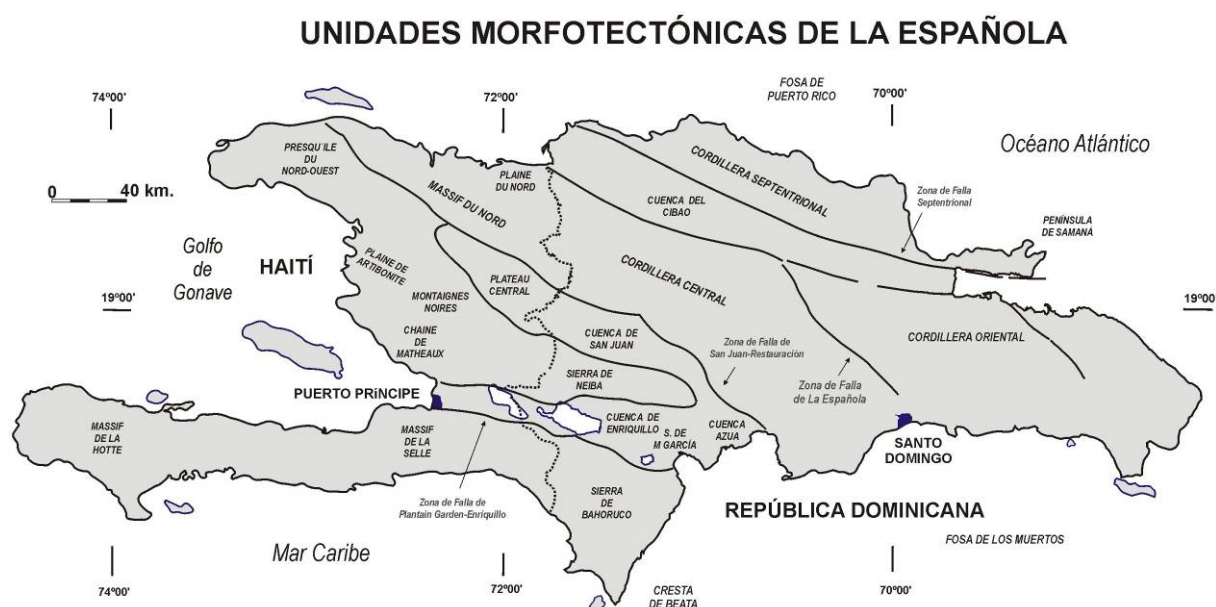 UNIDADES MORFOTECTÓNICAS DE LA ESPAÑOLA
74º00'
72º00'
FOSA DE
PUERTO RICO
70º00'
Océano Atlántico
0 40 km.
PRESQU´ILE
DU
NORD-OUEST
MASSIF DU NORD
PLAINE
DU NORD
CORDILLERA SEPTENTRIONAL
CUENCA DEL
CIBAO
Zona de Falla
Septentrional
PENÍNSULA
DE SAMANÁ
Golfo
de
Gonave
HAITÍ
PLAINE DE
ARTIBONITE
PLATEAU
CENTRAL
CORDILLERA CENTRAL
MONTAIGNES
NOIRES
19º00'
19º00'
CHAINE
DE
MATHEAUX
CUENCA DE
SAN JUAN
Zona de Falla de
San Juan-Restauración
CORDILLERA ORIENTAL
SIERRA DE
NEIBA
Zona de Falla
de La Española
PUERTO PRíNCIPE
MASSIF
DE LA
HOTTE
MASSIF
DE LA
SELLE
CUENCA DE
ENRIQUILLO
S. DE
M GARCÍA
CUENCA
AZUA
SANTO
DOMINGO
Zona de Falla de
Plantain Garden-Enriquillo
SIERRA
DE
BAHORUCO
REPÚBLICA DOMINICANA
Mar Caribe
FOSA DE LOS MUERTOS
74º00'
72º00'
CRESTA
DE BEATA
70º00'